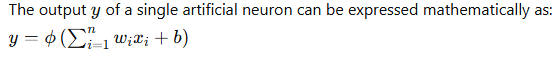 The output y of a single artificial neuron can be expressed mathematically as:
y = ϕ (∑ⁿᵢ₌₁ wᵢxᵢ + b)